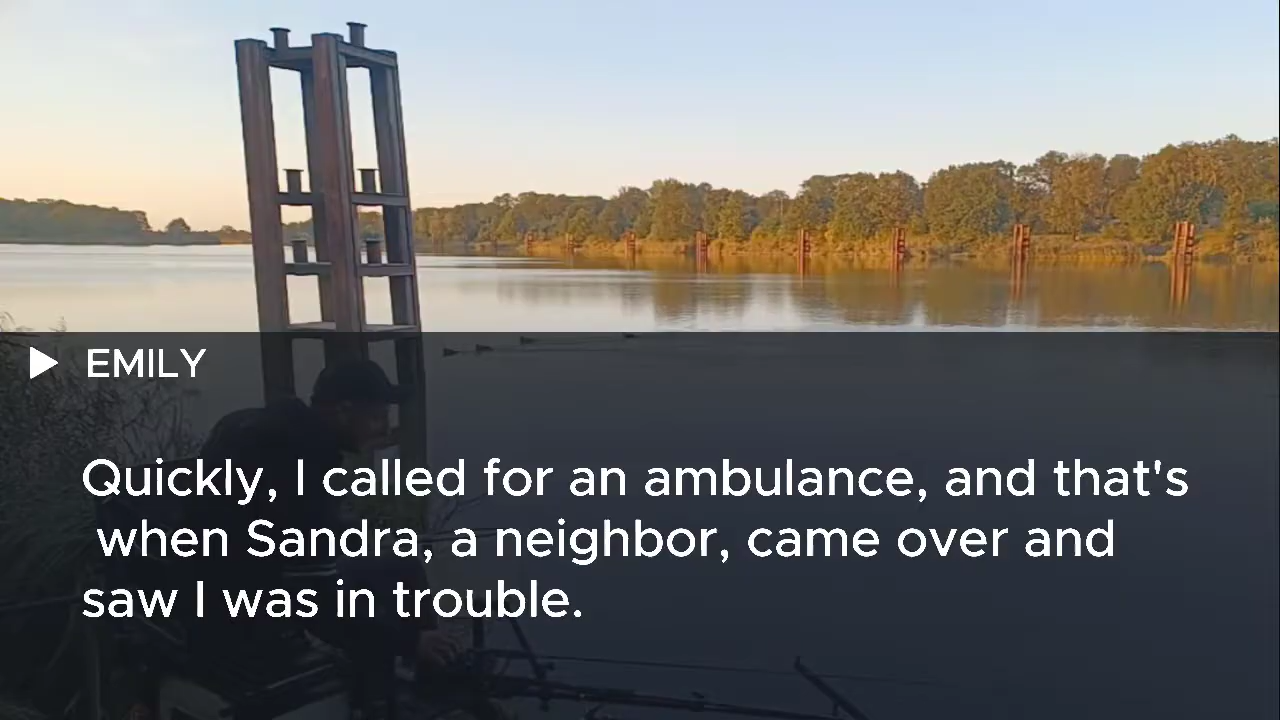 EMILY
Quickly, I called for an ambulance, and that's
when Sandra, a neighbor, came over and
saw I was in trouble.